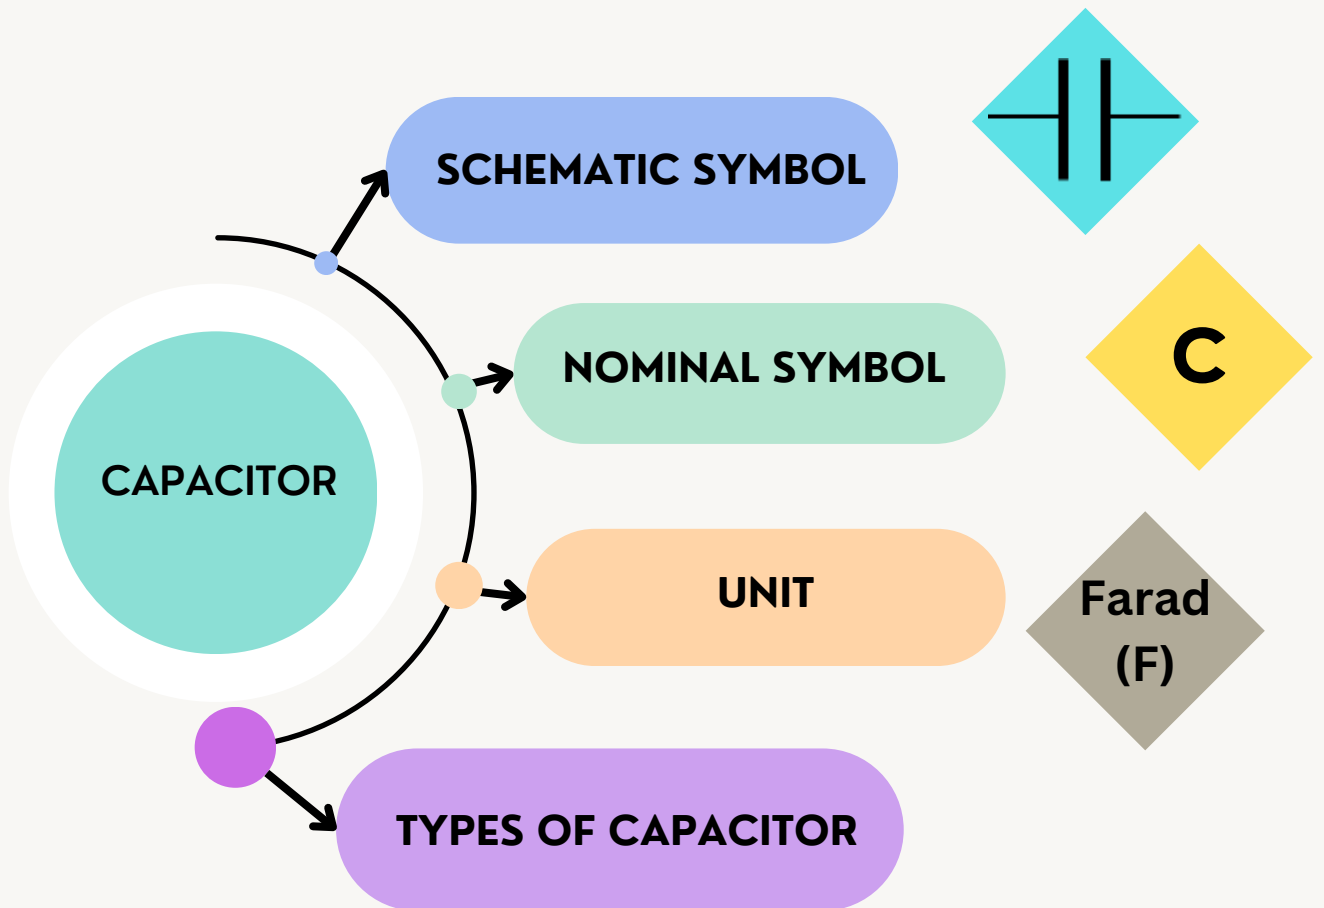 SCHEMATIC SYMBOL
NOMINAL SYMBOL
C
CAPACITOR
UNIT
Farad
(F)
TYPES OF CAPACITOR